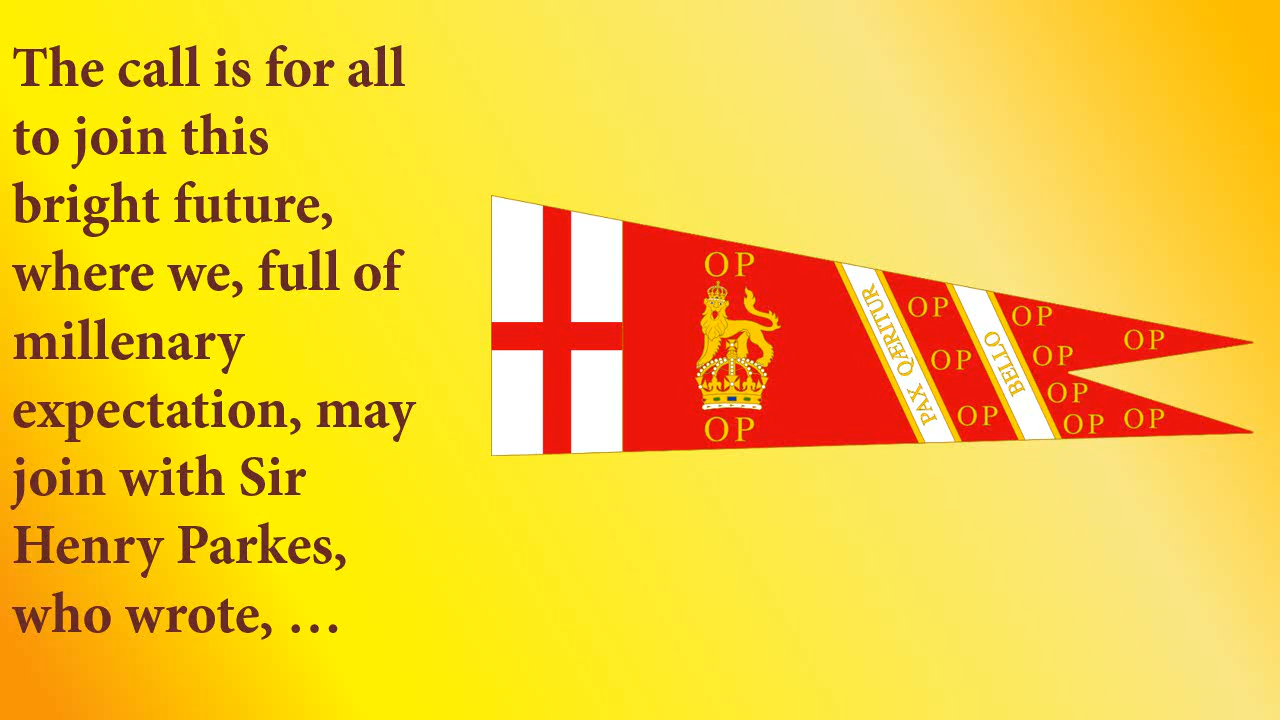 The call is for all
to join this
bright future,
where we, full of
millenary
expectation, may
join with Sir
Henry Parkes,
who wrote, …
OP
OP
PAX QÆRITUR
OP
OP
OP
BELLO
OP
OP
OP
OP
OP
OP